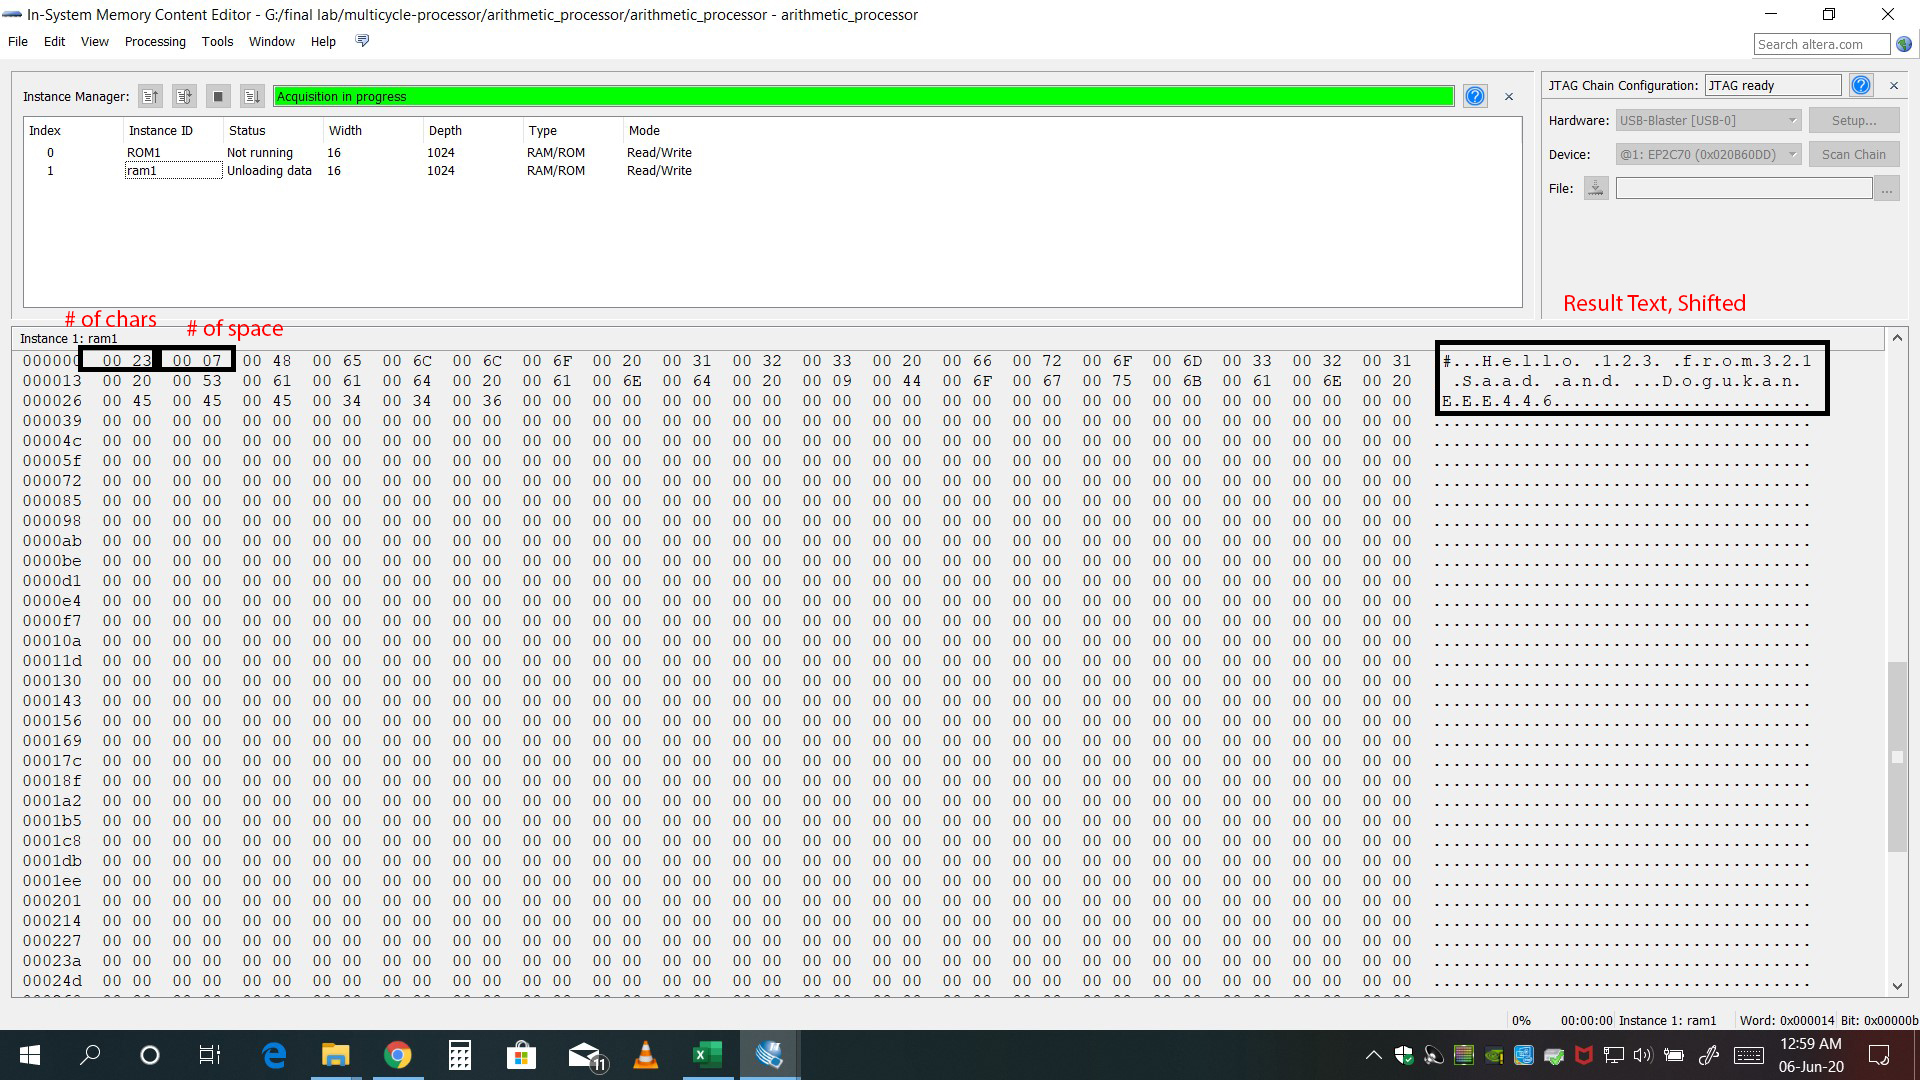 In-System Memory Content Editor - G:/final lab/multicycle-processor/arithmetic_processor/arithmetic_processor - arithmetic_processor
File Edit View Processing Tools Window Help
Search altera.com
Instance Manager: Acquisition in progress
Index Instance ID Status Width Depth Type Mode
0 ROM1 Not running 16 1024 RAM/ROM Read/Write
1 ram1 Unloading data 16 1024 RAM/ROM Read/Write
JTAG Chain Configuration: JTAG ready
Hardware: USB-Blaster [USB-0] Setup...
Device: @1: EP2C70 (0x020B60DD) Scan Chain
File: ...
# of chars # of space Result Text, Shifted
Instance 1: ram1
000000 00 23 00 07 00 48 00 65 00 6C 00 6C 00 6F 00 20 00 31 00 32 00 33 00 20 00 66 00 72 00 6F 00 6D 00 33 00 32 00 31 #...H.e.l.l.o. .1.2.3. .f.r.o.m.3.2.1
000013 00 20 00 53 00 61 00 61 00 64 00 20 00 61 00 6E 00 64 00 20 00 09 00 44 00 6F 00 67 00 75 00 6B 00 61 00 6E 00 20 .S.a.a.d. .a.n.d. ...D.o.g.u.k.a.n.
000026 00 45 00 45 00 45 00 34 00 34 00 36 00 00 00 00 00 00 00 00 00 00 00 00 00 00 00 00 00 00 00 00 00 00 00 00 00 00 E.E.E.4.4.6..........................
000039 00 00 00 00 00 00 00 00 00 00 00 00 00 00 00 00 00 00 00 00 00 00 00 00 00 00 00 00 00 00 00 00 00 00 00 00 00 00 .....................................
00004c 00 00 00 00 00 00 00 00 00 00 00 00 00 00 00 00 00 00 00 00 00 00 00 00 00 00 00 00 00 00 00 00 00 00 00 00 00 00 .....................................
00005f 00 00 00 00 00 00 00 00 00 00 00 00 00 00 00 00 00 00 00 00 00 00 00 00 00 00 00 00 00 00 00 00 00 00 00 00 00 00 .....................................
000072 00 00 00 00 00 00 00 00 00 00 00 00 00 00 00 00 00 00 00 00 00 00 00 00 00 00 00 00 00 00 00 00 00 00 00 00 00 00 .....................................
000085 00 00 00 00 00 00 00 00 00 00 00 00 00 00 00 00 00 00 00 00 00 00 00 00 00 00 00 00 00 00 00 00 00 00 00 00 00 00 .....................................
000098 00 00 00 00 00 00 00 00 00 00 00 00 00 00 00 00 00 00 00 00 00 00 00 00 00 00 00 00 00 00 00 00 00 00 00 00 00 00 .....................................
0000ab 00 00 00 00 00 00 00 00 00 00 00 00 00 00 00 00 00 00 00 00 00 00 00 00 00 00 00 00 00 00 00 00 00 00 00 00 00 00 .....................................
0000be 00 00 00 00 00 00 00 00 00 00 00 00 00 00 00 00 00 00 00 00 00 00 00 00 00 00 00 00 00 00 00 00 00 00 00 00 00 00 .....................................
0000d1 00 00 00 00 00 00 00 00 00 00 00 00 00 00 00 00 00 00 00 00 00 00 00 00 00 00 00 00 00 00 00 00 00 00 00 00 00 00 .....................................
0000e4 00 00 00 00 00 00 00 00 00 00 00 00 00 00 00 00 00 00 00 00 00 00 00 00 00 00 00 00 00 00 00 00 00 00 00 00 00 00 .....................................
0000f7 00 00 00 00 00 00 00 00 00 00 00 00 00 00 00 00 00 00 00 00 00 00 00 00 00 00 00 00 00 00 00 00 00 00 00 00 00 00 .....................................
00010a 00 00 00 00 00 00 00 00 00 00 00 00 00 00 00 00 00 00 00 00 00 00 00 00 00 00 00 00 00 00 00 00 00 00 00 00 00 00 .....................................
00011d 00 00 00 00 00 00 00 00 00 00 00 00 00 00 00 00 00 00 00 00 00 00 00 00 00 00 00 00 00 00 00 00 00 00 00 00 00 00 .....................................
000130 00 00 00 00 00 00 00 00 00 00 00 00 00 00 00 00 00 00 00 00 00 00 00 00 00 00 00 00 00 00 00 00 00 00 00 00 00 00 .....................................
000143 00 00 00 00 00 00 00 00 00 00 00 00 00 00 00 00 00 00 00 00 00 00 00 00 00 00 00 00 00 00 00 00 00 00 00 00 00 00 .....................................
000156 00 00 00 00 00 00 00 00 00 00 00 00 00 00 00 00 00 00 00 00 00 00 00 00 00 00 00 00 00 00 00 00 00 00 00 00 00 00 .....................................
000169 00 00 00 00 00 00 00 00 00 00 00 00 00 00 00 00 00 00 00 00 00 00 00 00 00 00 00 00 00 00 00 00 00 00 00 00 00 00 .....................................
00017c 00 00 00 00 00 00 00 00 00 00 00 00 00 00 00 00 00 00 00 00 00 00 00 00 00 00 00 00 00 00 00 00 00 00 00 00 00 00 .....................................
00018f 00 00 00 00 00 00 00 00 00 00 00 00 00 00 00 00 00 00 00 00 00 00 00 00 00 00 00 00 00 00 00 00 00 00 00 00 00 00 .....................................
0001a2 00 00 00 00 00 00 00 00 00 00 00 00 00 00 00 00 00 00 00 00 00 00 00 00 00 00 00 00 00 00 00 00 00 00 00 00 00 00 .....................................
0001b5 00 00 00 00 00 00 00 00 00 00 00 00 00 00 00 00 00 00 00 00 00 00 00 00 00 00 00 00 00 00 00 00 00 00 00 00 00 00 .....................................
0001c8 00 00 00 00 00 00 00 00 00 00 00 00 00 00 00 00 00 00 00 00 00 00 00 00 00 00 00 00 00 00 00 00 00 00 00 00 00 00 .....................................
0001db 00 00 00 00 00 00 00 00 00 00 00 00 00 00 00 00 00 00 00 00 00 00 00 00 00 00 00 00 00 00 00 00 00 00 00 00 00 00 .....................................
0001ee 00 00 00 00 00 00 00 00 00 00 00 00 00 00 00 00 00 00 00 00 00 00 00 00 00 00 00 00 00 00 00 00 00 00 00 00 00 00 .....................................
000201 00 00 00 00 00 00 00 00 00 00 00 00 00 00 00 00 00 00 00 00 00 00 00 00 00 00 00 00 00 00 00 00 00 00 00 00 00 00 .....................................
000214 00 00 00 00 00 00 00 00 00 00 00 00 00 00 00 00 00 00 00 00 00 00 00 00 00 00 00 00 00 00 00 00 00 00 00 00 00 00 .....................................
000227 00 00 00 00 00 00 00 00 00 00 00 00 00 00 00 00 00 00 00 00 00 00 00 00 00 00 00 00 00 00 00 00 00 00 00 00 00 00 .....................................
00023a 00 00 00 00 00 00 00 00 00 00 00 00 00 00 00 00 00 00 00 00 00 00 00 00 00 00 00 00 00 00 00 00 00 00 00 00 00 00 .....................................
00024d 00 00 00 00 00 00 00 00 00 00 00 00 00 00 00 00 00 00 00 00 00 00 00 00 00 00 00 00 00 00 00 00 00 00 00 00 00 00 .....................................
0% 00:00:00 Instance 1: ram1 Word: 0x000014 Bit: 0x00000b
11
12:59 AM
06-Jun-20